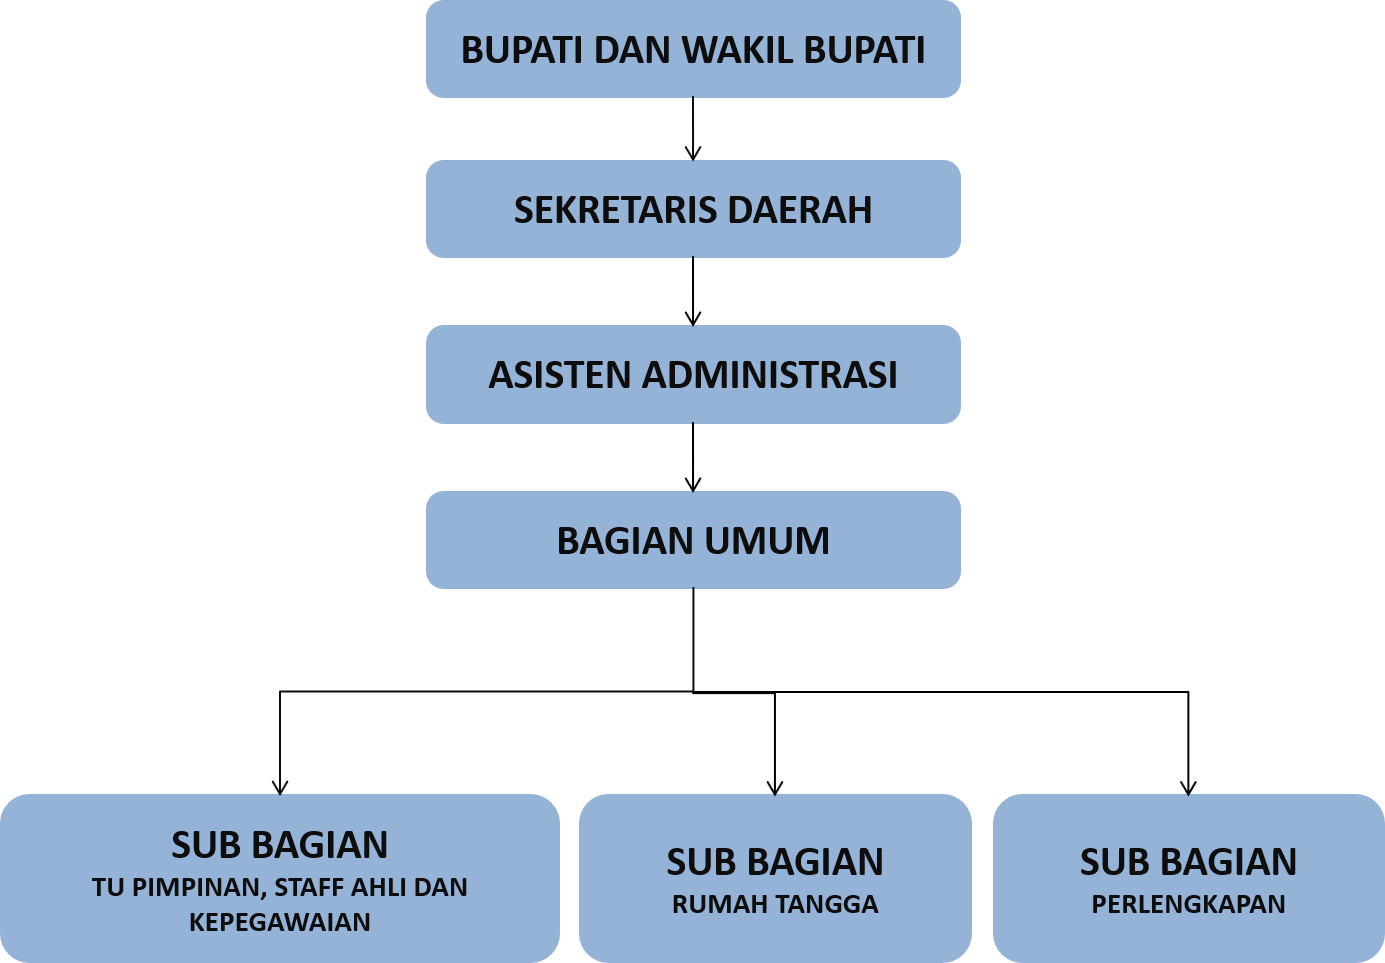 BUPATI DAN WAKIL BUPATI
SEKRETARIS DAERAH
ASISTEN ADMINISTRASI
BAGIAN UMUM
SUB BAGIAN
TU PIMPINAN, STAFF AHLI DAN
KEPEGAWAIAN
SUB BAGIAN
RUMAH TANGGA
SUB BAGIAN
PERLENGKAPAN